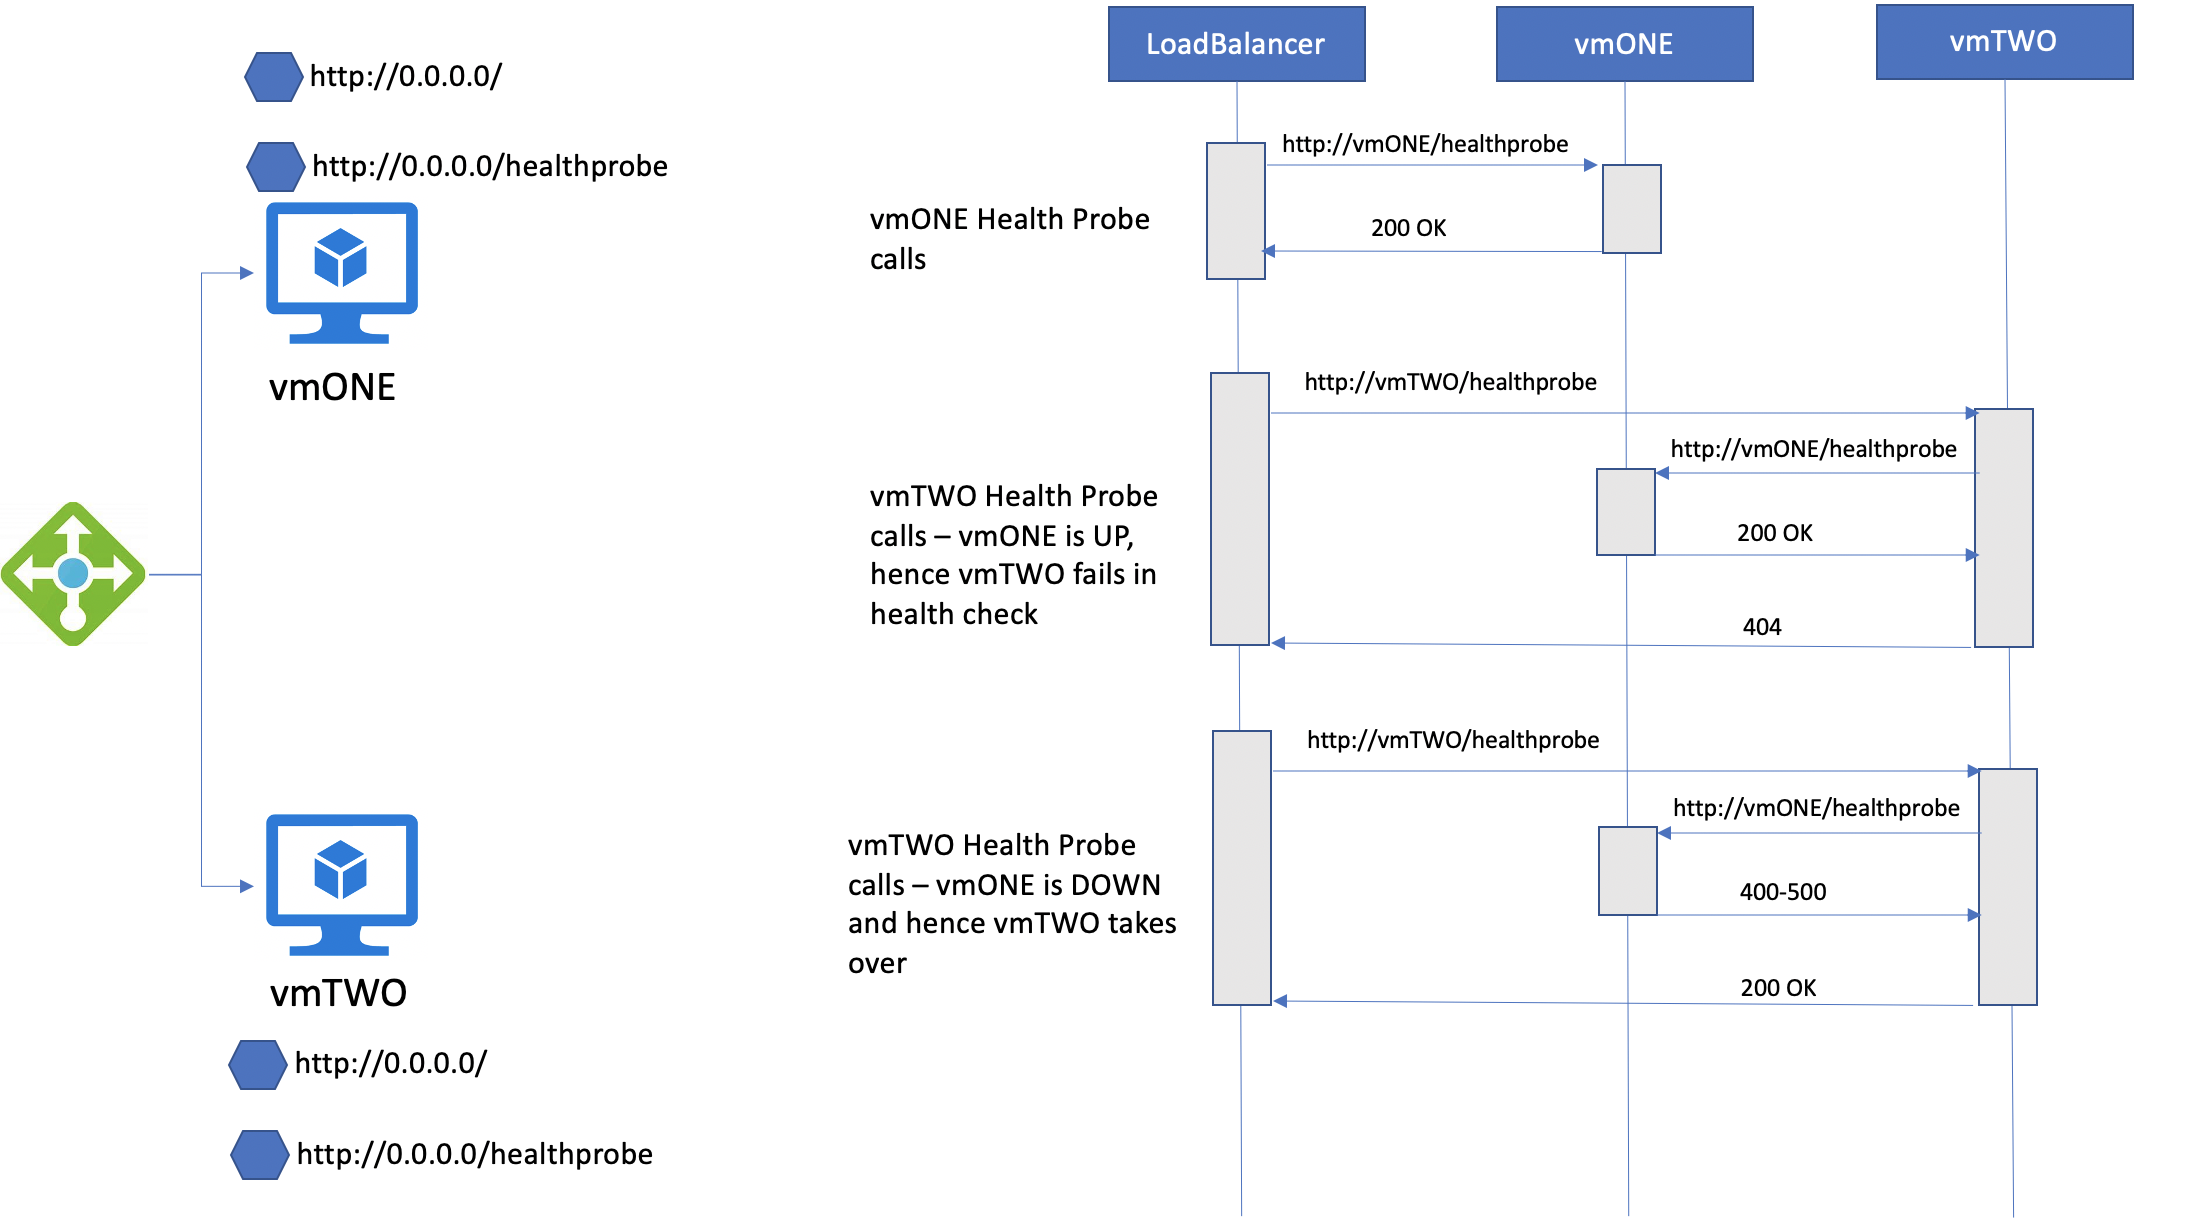 http://0.0.0.0/
http://0.0.0.0/healthprobe
vmONE
vmTWO
http://0.0.0.0/
http://0.0.0.0/healthprobe
LoadBalancer
vmONE
vmTWO
vmONE Health Probe
calls
http://vmONE/healthprobe
200 OK
vmTWO Health Probe
calls – vmONE is UP,
hence vmTWO fails in
health check
http://vmTWO/healthprobe
http://vmONE/healthprobe
200 OK
404
vmTWO Health Probe
calls – vmONE is DOWN
and hence vmTWO takes
over
http://vmTWO/healthprobe
http://vmONE/healthprobe
400-500
200 OK